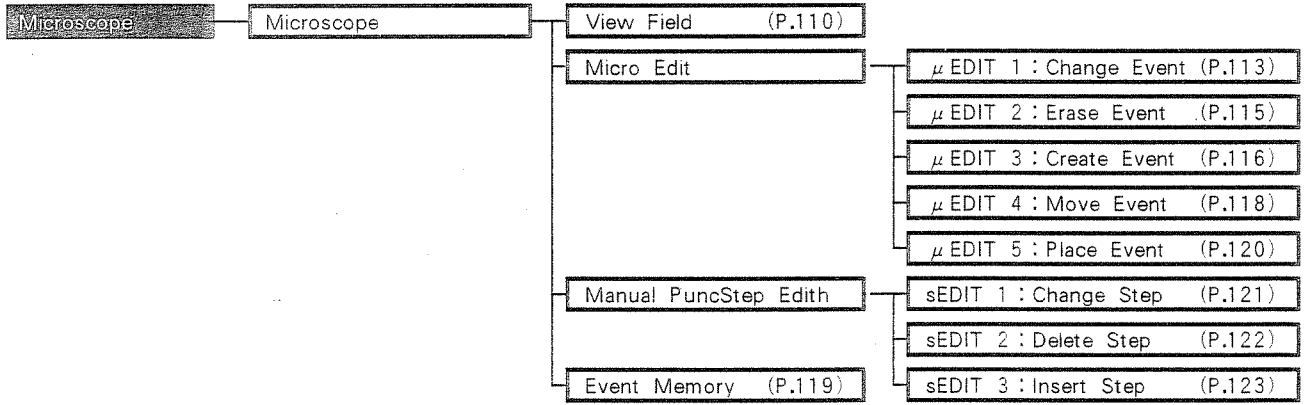 Microscope
Microscope
View Field (P.110)
Micro Edit
μ EDIT 1 : Change Event (P.113)
μ EDIT 2 : Erase Event (P.115)
μ EDIT 3 : Create Event (P.116)
μ EDIT 4 : Move Event (P.118)
μ EDIT 5 : Place Event (P.120)
Manual PuncStep Edith
sEDIT 1 : Change Step (P.121)
sEDIT 2 : Delete Step (P.122)
Event Memory (P.119)
sEDIT 3 : Insert Step (P.123)